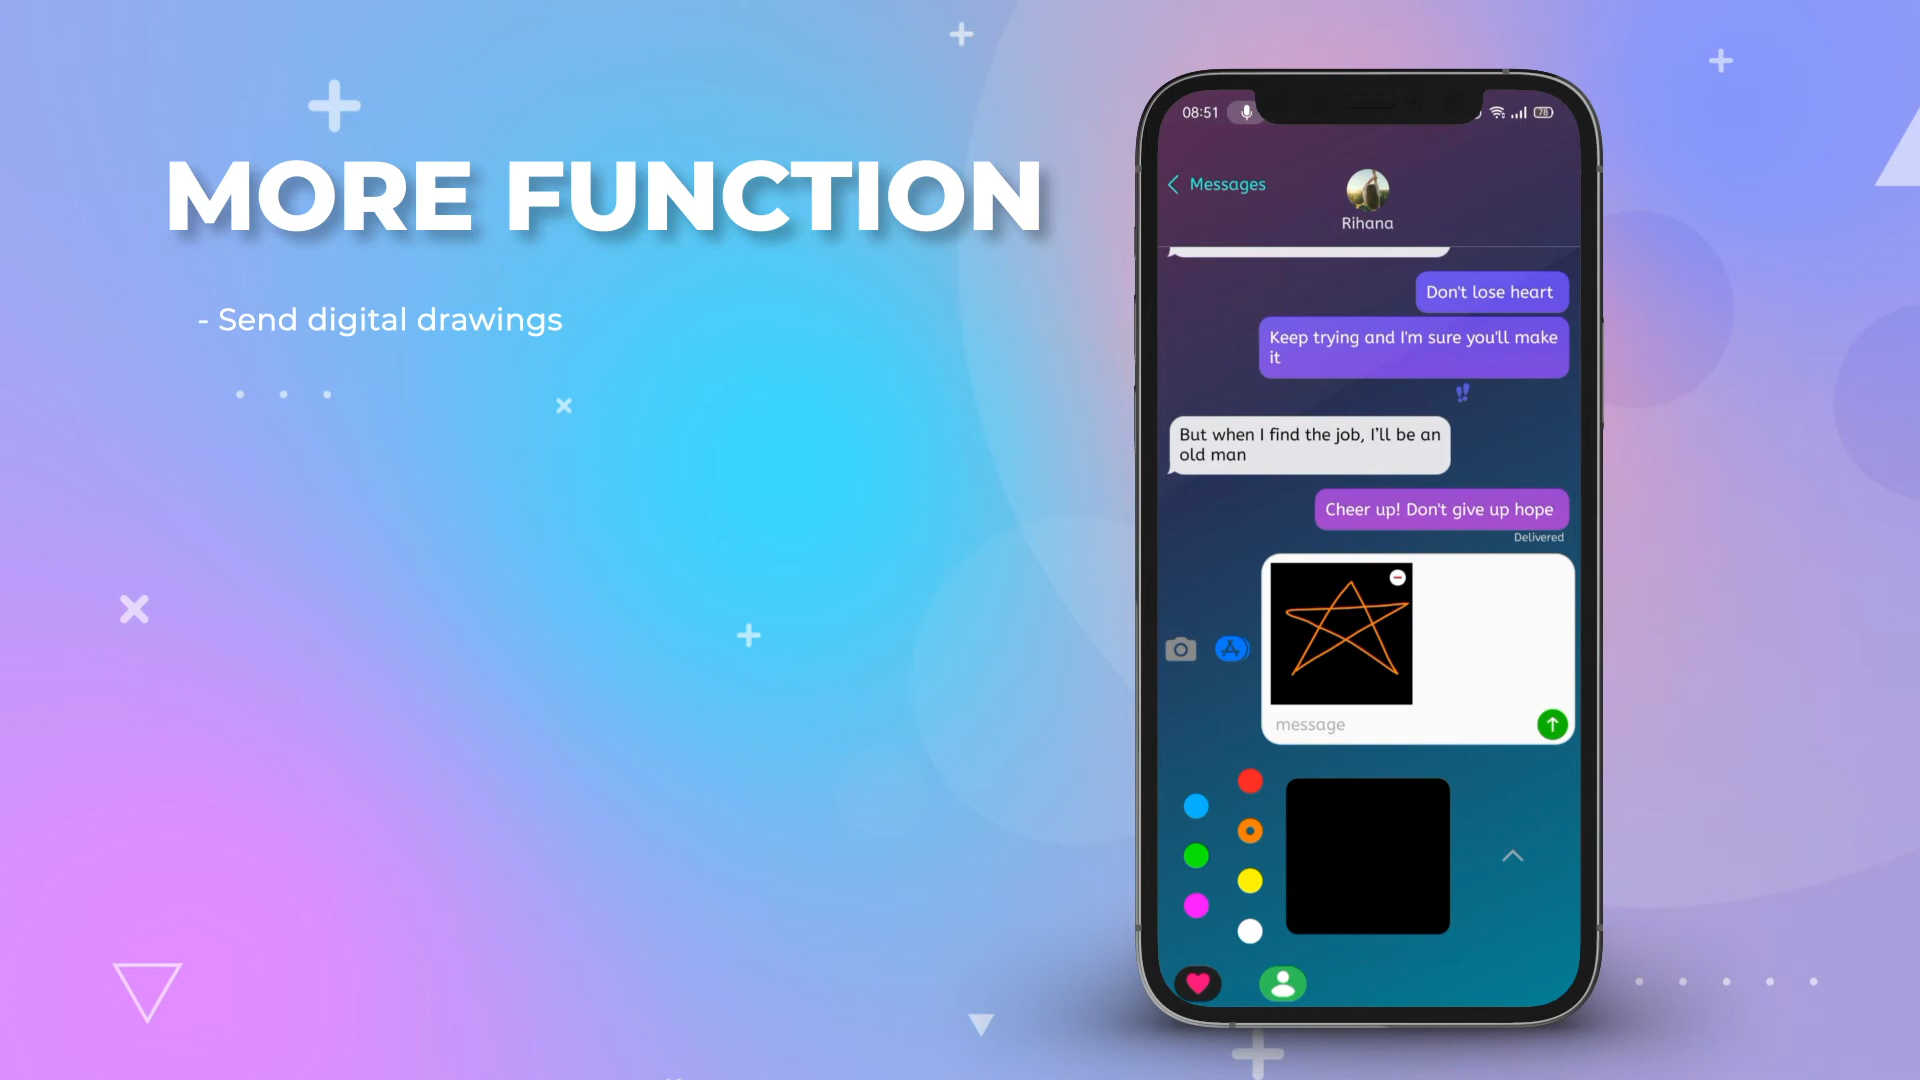 MORE FUNCTION
- Send digital drawings
08:51
78
Messages
Rihana
Don't lose heart
Keep trying and I'm sure you'll make
it
But when I find the job, I'll be an
old man
Cheer up! Don't give up hope
Delivered
message